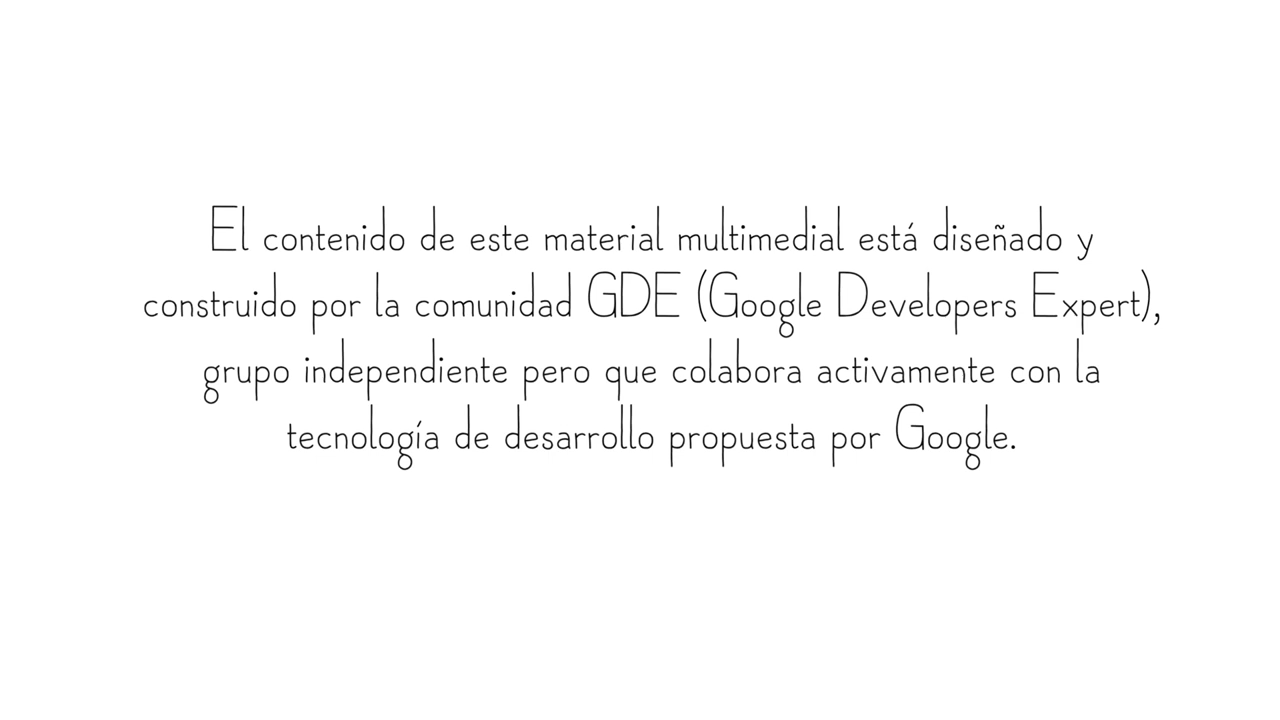 El contenido de este material multimedial está diseñado y
construido por la comunidad GDE (Google Developers Expert),
grupo independiente pero que colabora activamente con la
tecnología de desarrollo propuesta por Google.